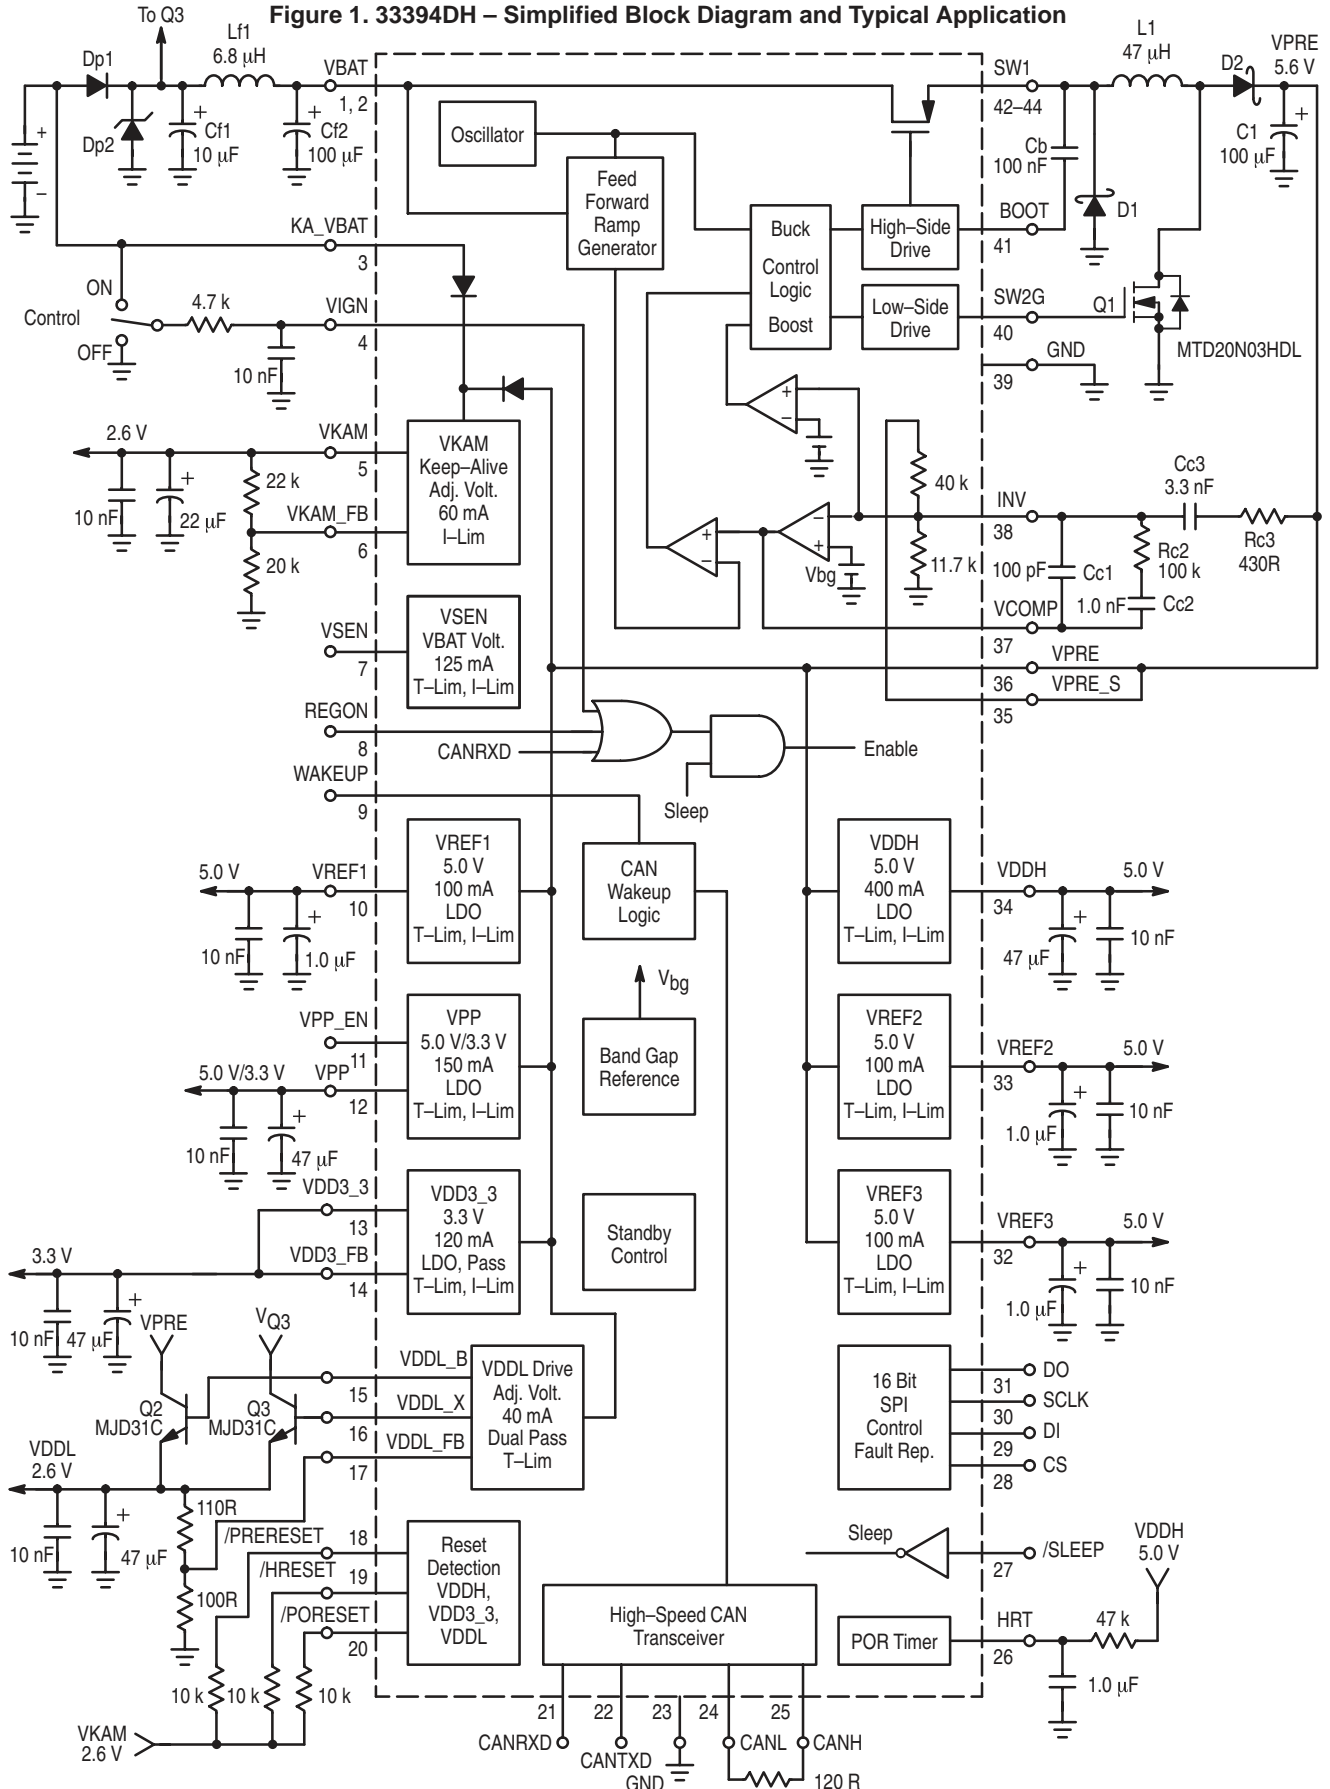 Figure 1. 33394DH – Simplified Block Diagram and Typical Application
To Q3
Dp1
Lf1
6.8 μH
VBAT
1, 2
Dp2
+
Cf1
10 μF
+
Cf2
100 μF
+
–
Oscillator
Feed
Forward
Ramp
Generator
Buck
Control
Logic
Boost
High–Side
Drive
Low–Side
Drive
SW1
42–44
L1
47 μH
D2
VPRE
5.6 V
Cb
100 nF
C1
100 μF
+
BOOT
41
D1
SW2G
40
Q1
MTD20N03HDL
GND
39
KA_VBAT
3
ON
Control
OFF
4.7 k
VIGN
4
10 nF
2.6 V
VKAM
5
10 nF
+
22 μF
22 k
VKAM_FB
6
20 k
VKAM
Keep–Alive
Adj. Volt.
60 mA
I–Lim
+
–
+
–
–
+
Vbg
40 k
11.7 k
INV
38
Cc3
3.3 nF
Rc3
430R
100 pF
Cc1
Rc2
100 k
1.0 nF
Cc2
VCOMP
37
VPRE
36
VPRE_S
35
VSEN
7
VSEN
VBAT Volt.
125 mA
T–Lim, I–Lim
REGON
8
CANRXD
Sleep
Enable
WAKEUP
9
5.0 V
VREF1
10
10 nF
+
1.0 μF
VREF1
5.0 V
100 mA
LDO
T–Lim, I–Lim
CAN
Wakeup
Logic
VDDH
5.0 V
400 mA
LDO
T–Lim, I–Lim
VDDH
34
5.0 V
+
47 μF
10 nF
Vbg
Band Gap
Reference
VPP_EN
11
5.0 V/3.3 V
VPP
12
10 nF
+
47 μF
VPP
5.0 V/3.3 V
150 mA
LDO
T–Lim, I–Lim
VREF2
5.0 V
100 mA
LDO
T–Lim, I–Lim
VREF2
33
5.0 V
+
1.0 μF
10 nF
VDD3_3
13
VDD3_FB
14
3.3 V
10 nF
+
47 μF
VDD3_3
3.3 V
120 mA
LDO, Pass
T–Lim, I–Lim
Standby
Control
VREF3
5.0 V
100 mA
LDO
T–Lim, I–Lim
VREF3
32
5.0 V
+
1.0 μF
10 nF
VPRE
VQ3
Q2
MJD31C
Q3
MJD31C
VDDL_B
15
VDDL_X
16
VDDL_FB
17
VDDL Drive
Adj. Volt.
40 mA
Dual Pass
T–Lim
VDDL
2.6 V
10 nF
+
47 μF
110R
100R
16 Bit
SPI
Control
Fault Rep.
DO
31
SCLK
30
DI
29
CS
28
/PRERESET
18
/HRESET
19
/PORESET
20
Reset
Detection
VDDH,
VDD3_3,
VDDL
10 k
10 k
10 k
VKAM
2.6 V
High–Speed CAN
Transceiver
Sleep
/SLEEP
27
VDDH
5.0 V
POR Timer
HRT
26
47 k
1.0 μF
21
22
23
24
25
CANRXD
CANTXD
GND
CANL
CANH
120 R